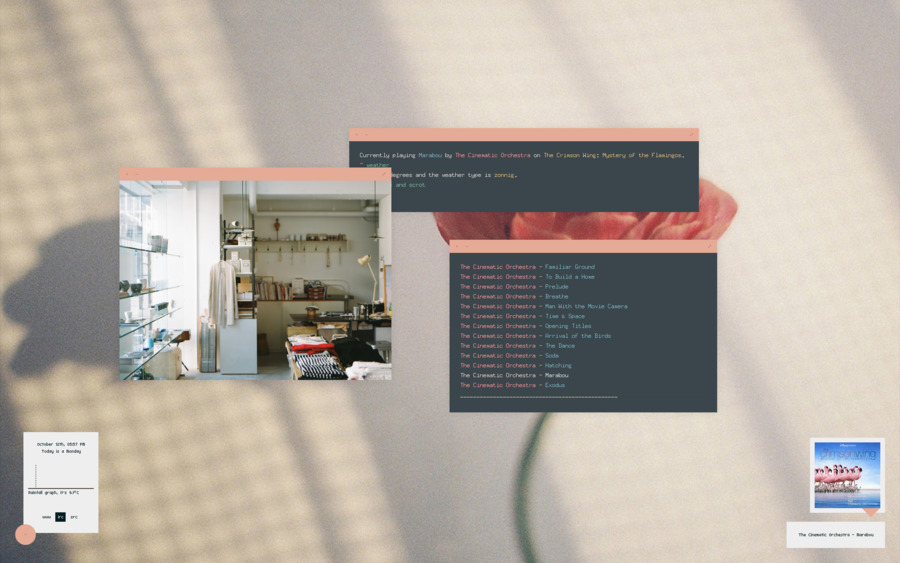 Currently playing Marabou by The Cinematic Orchestra on The Crimson Wing: Mystery of the Flamingos.
weather
degrees and the weather type is zonnig.
and scrot
The Cinematic Orchestra - Familiar Ground
The Cinematic Orchestra - To Build a Home
The Cinematic Orchestra - Prelude
The Cinematic Orchestra - Breathe
The Cinematic Orchestra - Man With the Movie Camera
The Cinematic Orchestra - Time & Space
The Cinematic Orchestra - Opening Titles
The Cinematic Orchestra - Arrival of the Birds
The Cinematic Orchestra - The Dance
The Cinematic Orchestra - Soda
The Cinematic Orchestra - Hatching
The Cinematic Orchestra - Marabou
The Cinematic Orchestra - Exodus
October 12th, 05:07 PM
Today is a Monday
Rainfall graph, it's 9.7°C
www irc src
crimson wing
The Cinematic Orchestra - Marabou